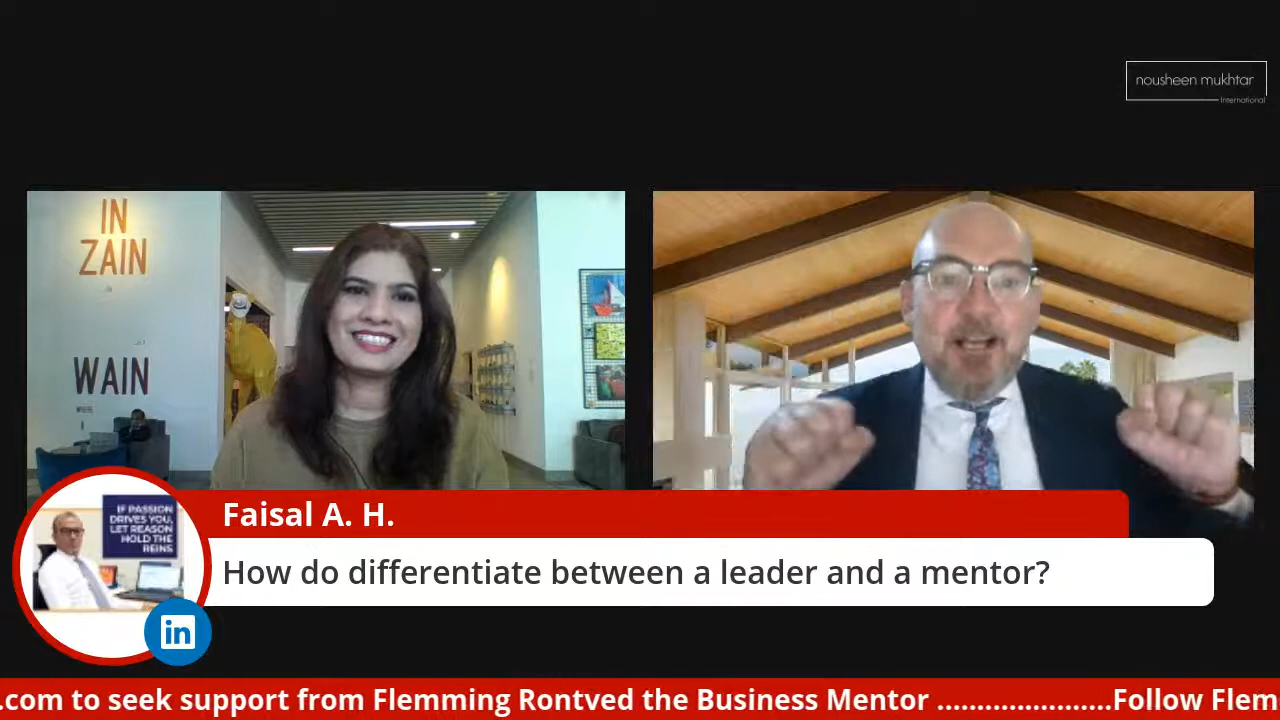 nousheen mukhtar
International
IN
ZAIN
WAIN
IF PASSION
DRIVES YOU,
LET REASON
HOLD THE
REINS
Faisal A. H.
in
How do differentiate between a leader and a mentor?
.com to seek support from Flemming Rontved the Business Mentor ......................Follow Flem